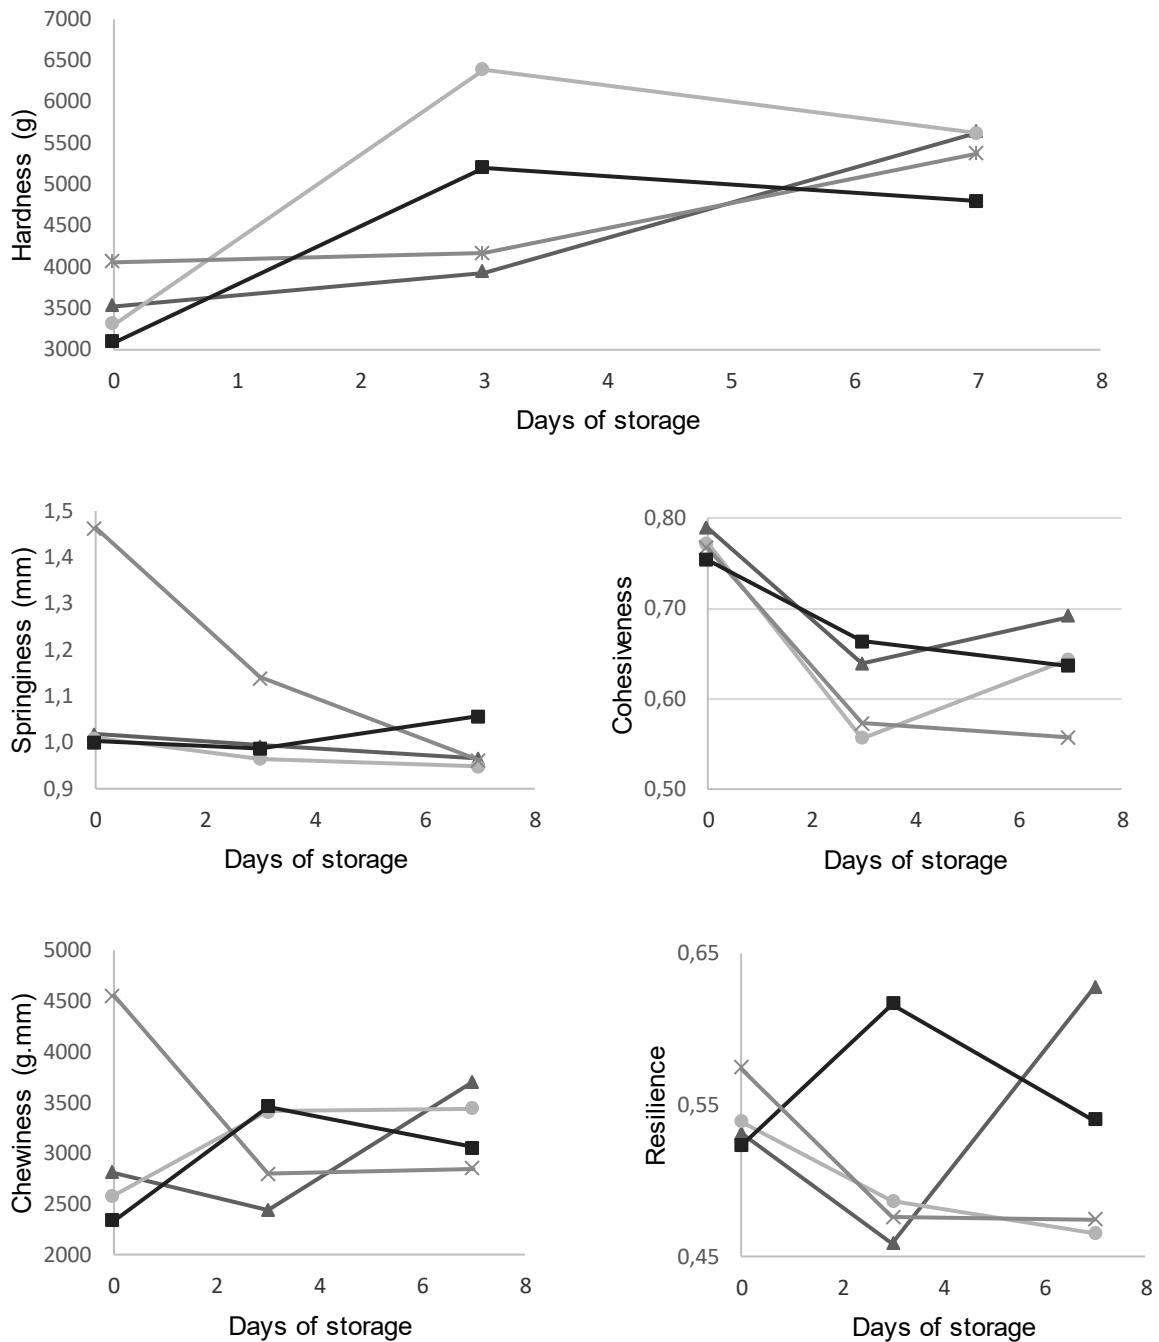 7000
6500
6000
5500
5000
4500
4000
3500
3000
Hardness (g)
0 1 2 3 4 5 6 7 8
Days of storage
1,5
1,4
1,3
1,2
1,1
1,0
0,9
Springiness (mm)
0 2 4 6 8
Days of storage
0,80
0,70
0,60
0,50
Cohesiveness
0 2 4 6 8
Days of storage
5000
4500
4000
3500
3000
2500
2000
Chewiness (g.mm)
0 2 4 6 8
Days of storage
0,65
0,55
0,45
Resilience
0 2 4 6 8
Days of storage